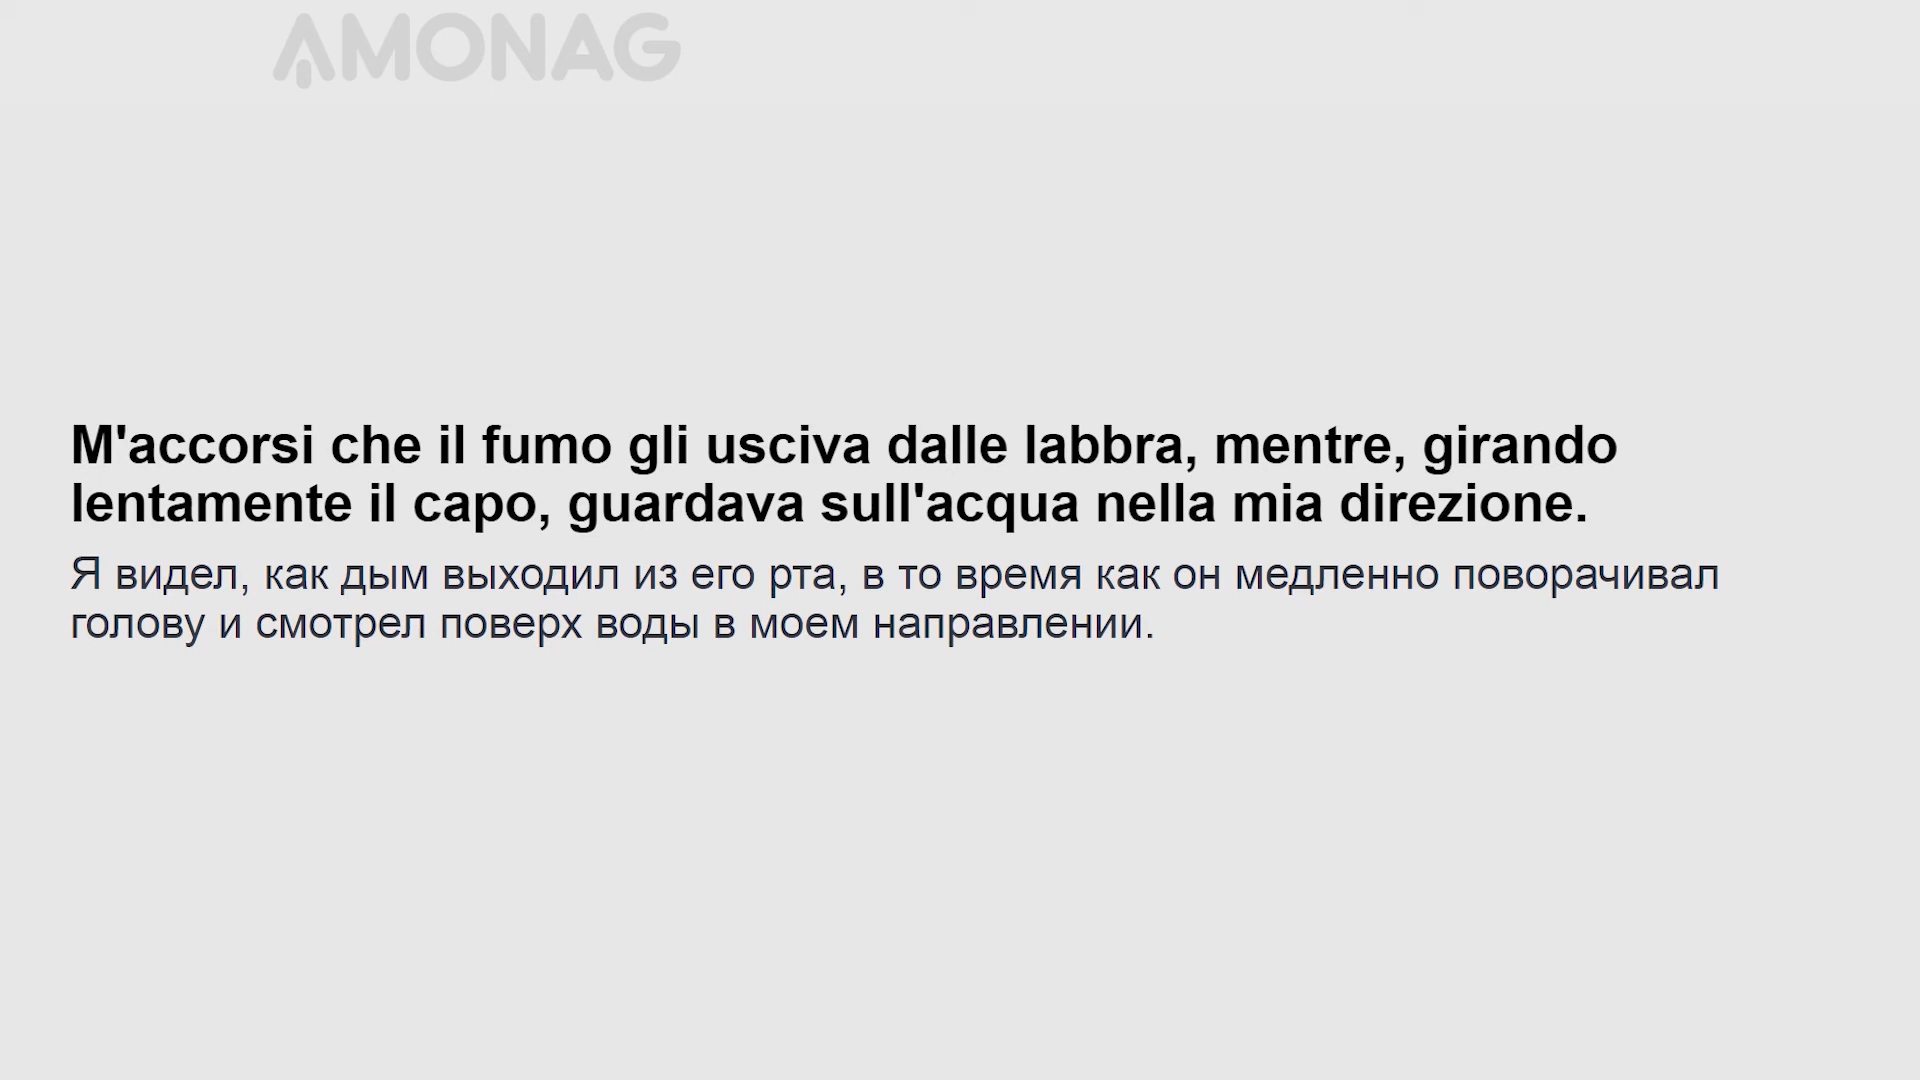 AMONAG
M'accorsi che il fumo gli usciva dalle labbra, mentre, girando
lentamente il capo, guardava sull'acqua nella mia direzione.
Я видел, как дым выходил из его рта, в то время как он медленно поворачивал
голову и смотрел поверх воды в моем направлении.